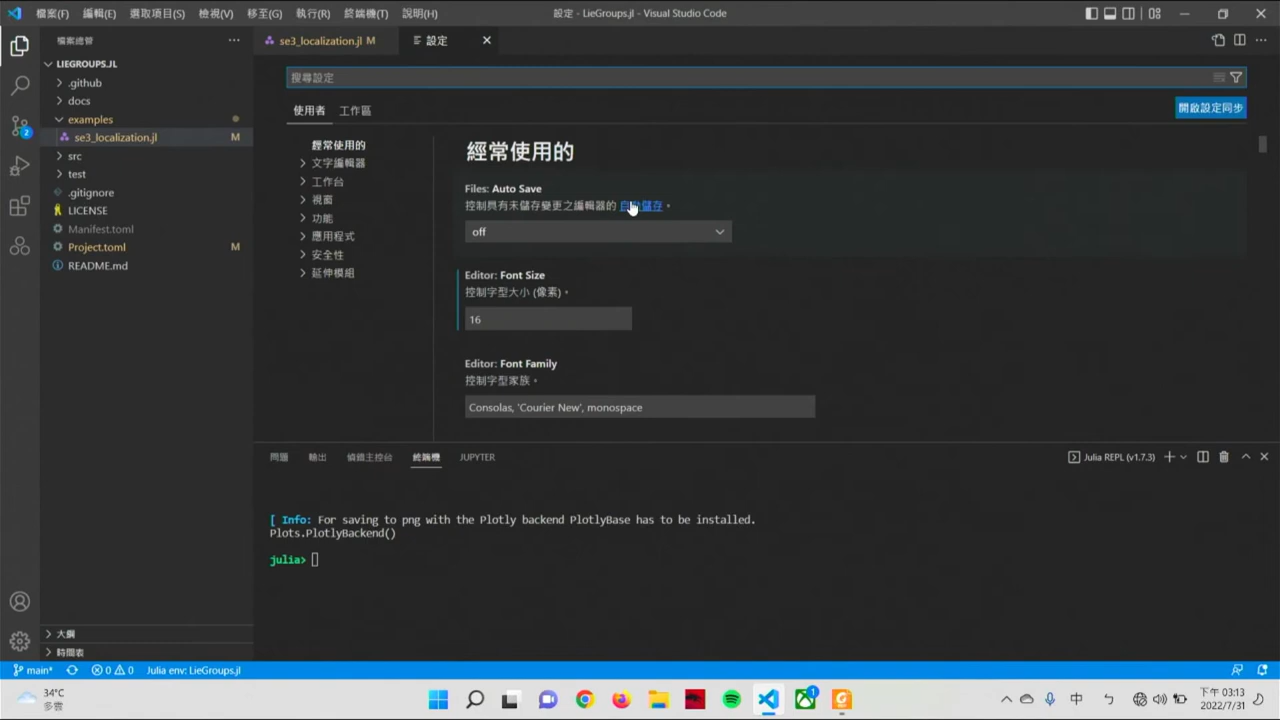 檔案(F) 編輯(E) 選取項目(S) 檢視(V) 移至(G) 執行(R) 終端機(T) 說明(H) 設定 - LieGroups.jl - Visual Studio Code
檔案總管
se3_localization.jl M
設定
LIEGROUPS.JL
.github
docs
examples
se3_localization.jl M
src
test
.gitignore
LICENSE
Manifest.toml
Project.toml M
README.md
大綱
時間表
2
搜尋設定
使用者 工作區
開啟設定同步
經常使用的
文字編輯器
工作台
視窗
功能
應用程式
安全性
延伸模組
經常使用的
Files: Auto Save
控制具有未儲存變更之編輯器的 自動儲存。
off
Editor: Font Size
控制字型大小 (像素)。
16
Editor: Font Family
控制字型家族。
Consolas, 'Courier New', monospace
問題 輸出 偵錯主控台 終端機 JUPYTER
Julia REPL (v1.7.3)
[ Info: For saving to png with the Plotly backend PlotlyBase has to be installed.
Plots.PlotlyBackend()
julia>
main* 0 0 Julia env: LieGroups.jl
34°C
多雲
1
中
下午 03:13
2022/7/31